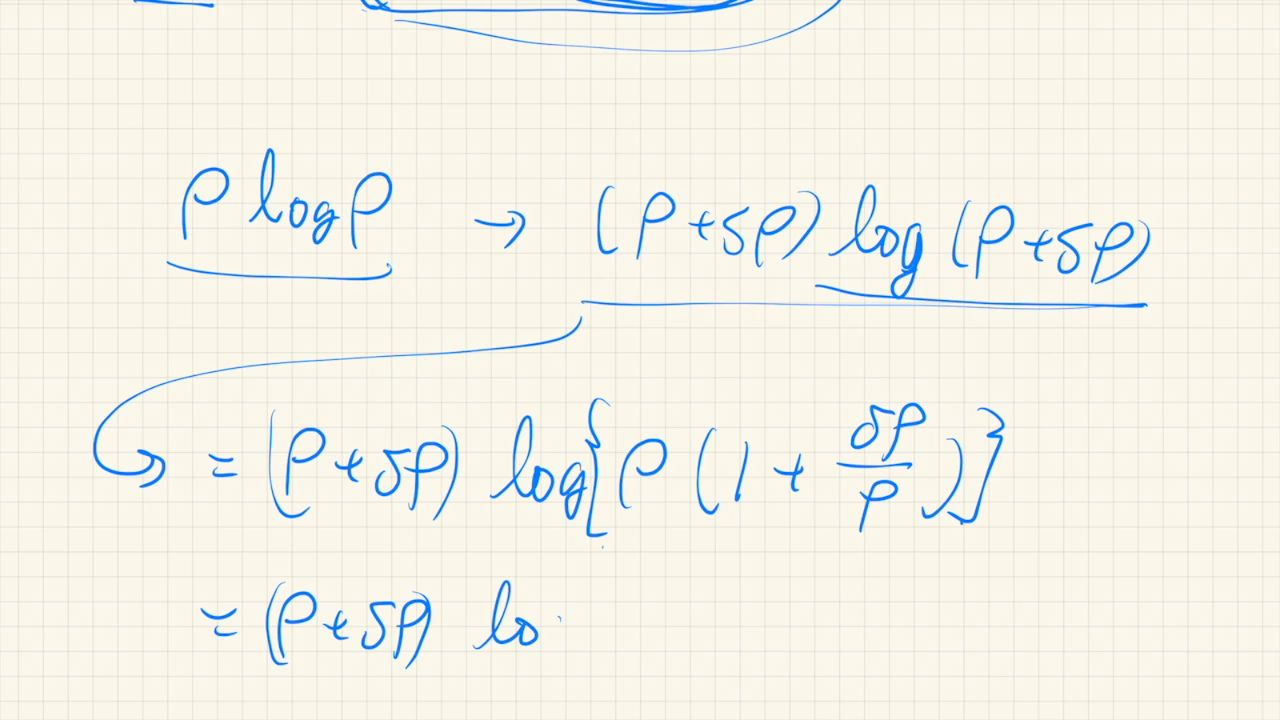 ρ log ρ → (ρ+δρ) log (ρ+δρ)
= (ρ+δρ) log{ρ (1 + δρ/ρ)}
= (ρ+δρ) lo